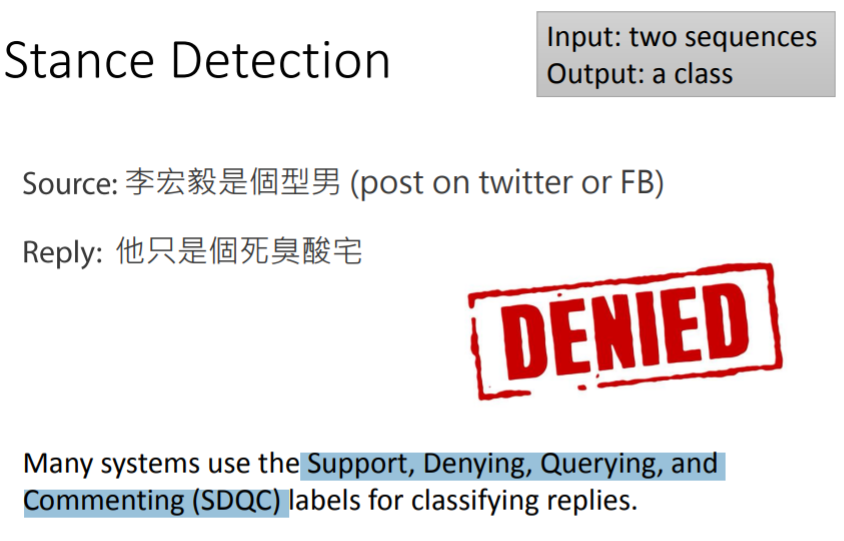 Stance Detection
Input: two sequences
Output: a class
Source: 李宏毅是個型男 (post on twitter or FB)
Reply: 他只是個死臭酸宅
DENIED
Many systems use the Support, Denying, Querying, and
Commenting (SDQC) labels for classifying replies.